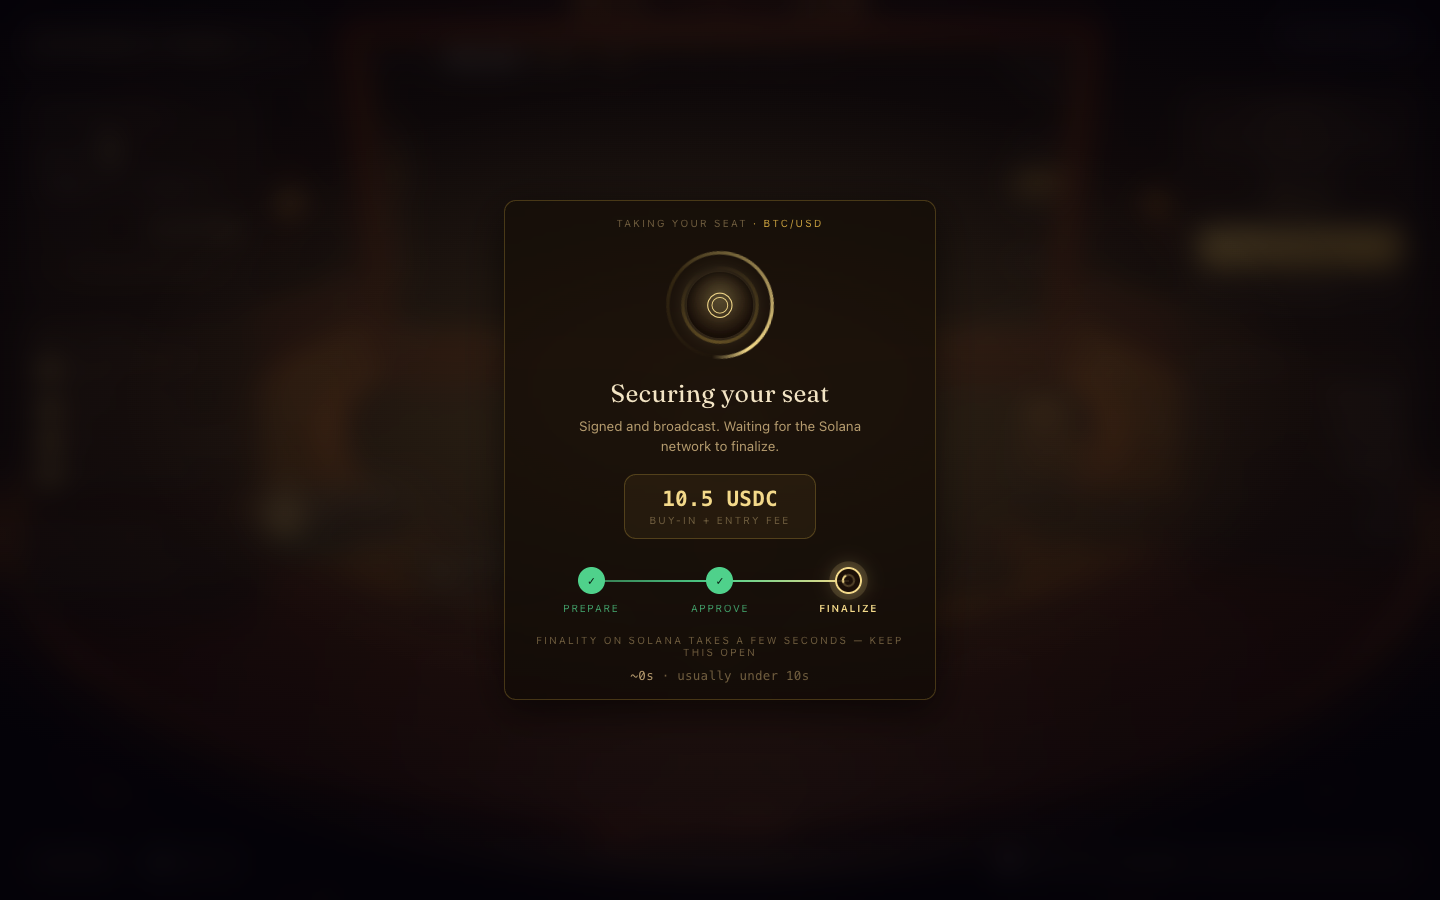 TAKING YOUR SEAT · BTC/USD
Securing your seat
Signed and broadcast. Waiting for the Solana
network to finalize.
10.5 USDC
BUY-IN + ENTRY FEE
✓ ✓
PREPARE APPROVE FINALIZE
FINALITY ON SOLANA TAKES A FEW SECONDS — KEEP
THIS OPEN
~0s · usually under 10s